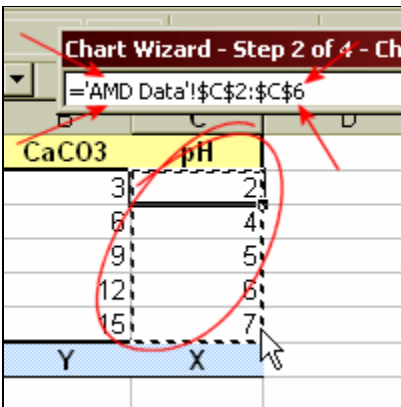 Chart Wizard - Step 2 of 4 - Ch
='AMD Data'!$C$2:$C$6
B C D
CaCO3 pH
3 2
6 4
9 5
12 6
15 7
Y X